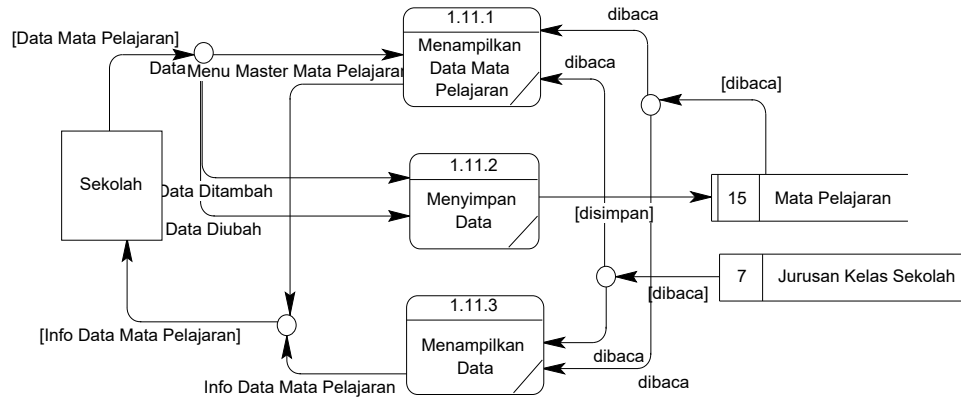 1.11.1
Menampilkan
Data Mata
Pelajaran
dibaca
[Data Mata Pelajaran]
Data Menu Master Mata Pelajaran
dibaca
[dibaca]
Sekolah
1.11.2
Menyimpan
Data
Data Ditambah
Data Diubah
[disimpan]
15 Mata Pelajaran
7 Jurusan Kelas Sekolah
[dibaca]
1.11.3
Menampilkan
Data
[Info Data Mata Pelajaran]
dibaca
Info Data Mata Pelajaran
dibaca